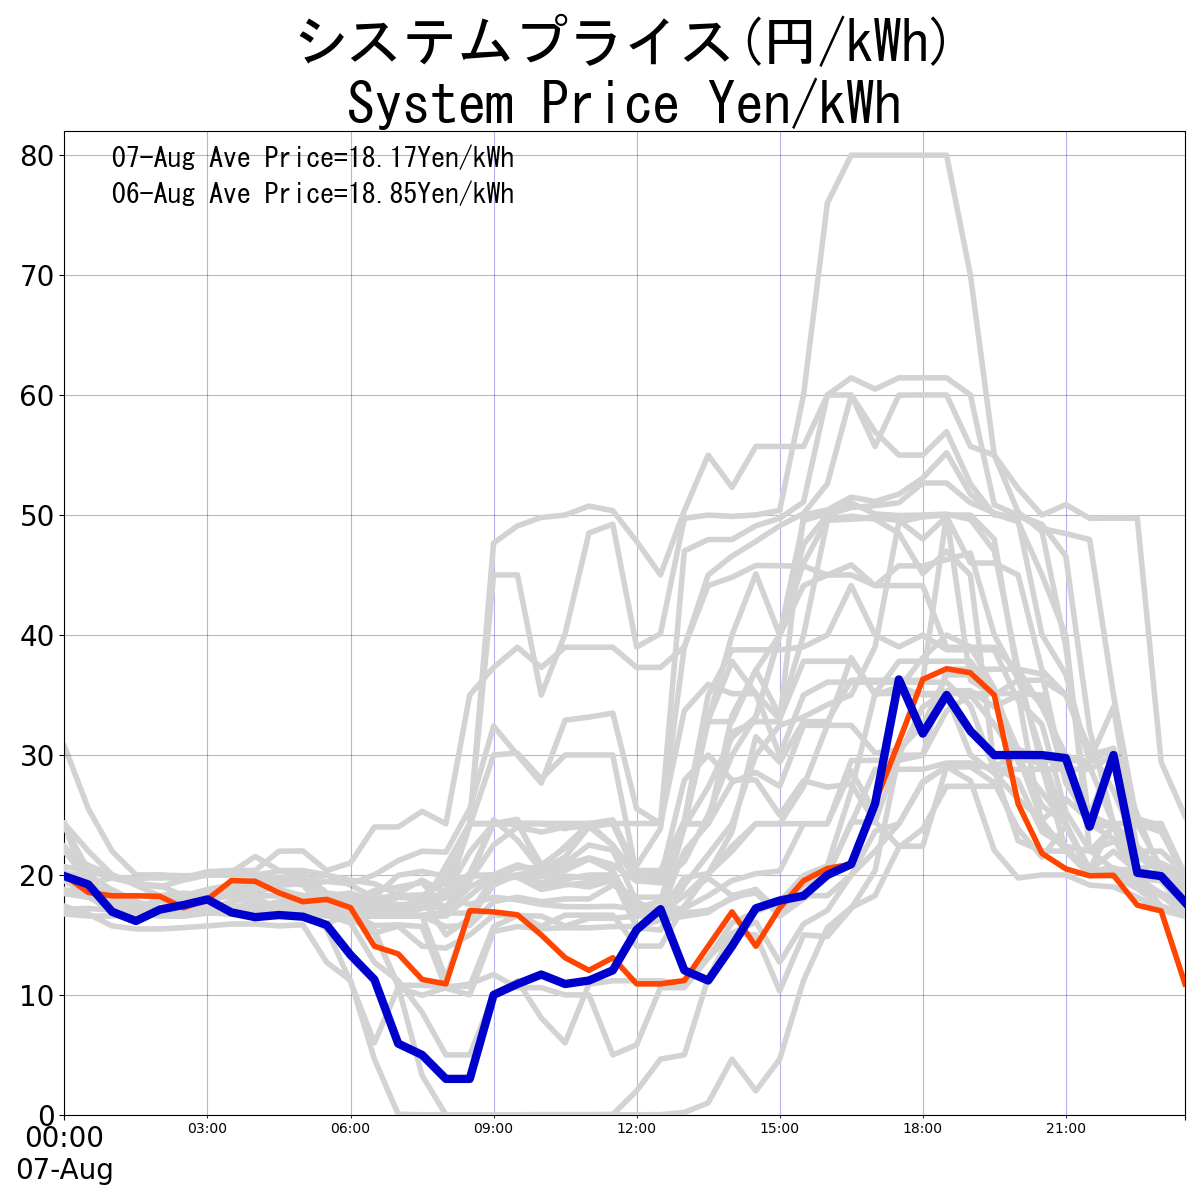 システムプライス(円/kWh)
System Price Yen/kWh
07-Aug Ave Price=18.17Yen/kWh
06-Aug Ave Price=18.85Yen/kWh
80
70
60
50
40
30
20
10
0
00:00 03:00 06:00 09:00 12:00 15:00 18:00 21:00
07-Aug